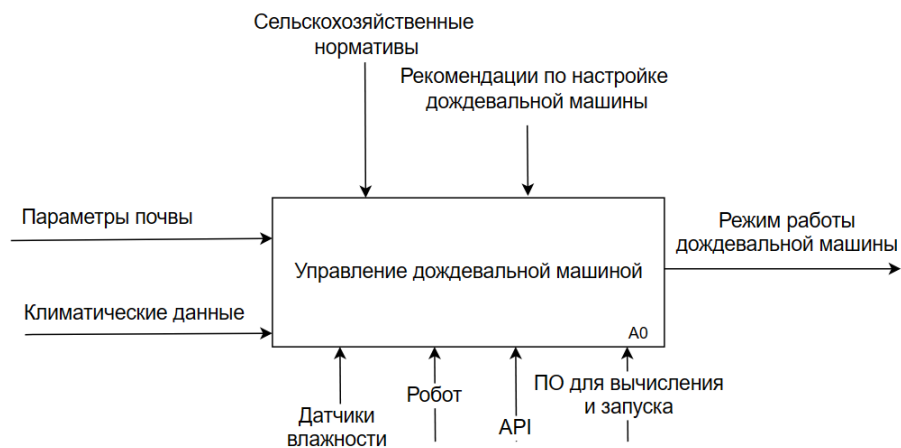 Сельскохозяйственные
нормативы
Рекомендации по настройке
дождевальной машины
Параметры почвы
Режим работы
дождевальной машины
Управление дождевальной машиной
Климатические данные
A0
Датчики
влажности
Робот
API
ПО для вычисления
и запуска